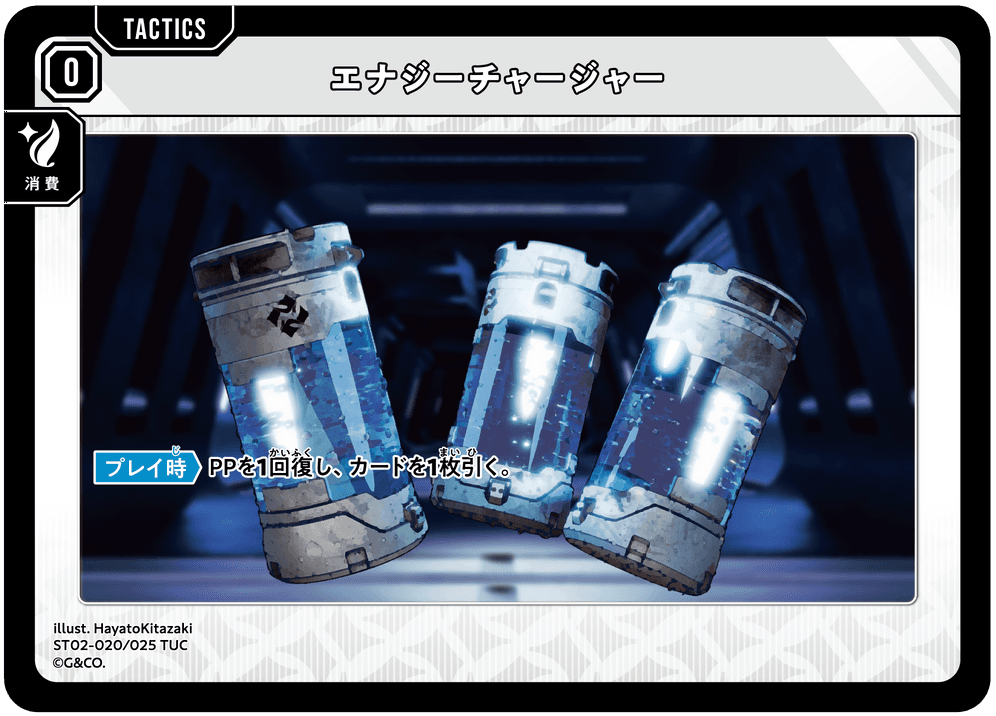 TACTICS
0
エナジーチャージャー
消費
プレイ時 PPを1回復し、カードを1枚引く。
illust. HayatoKitazaki
ST02-020/025 TUC
©G&CO.